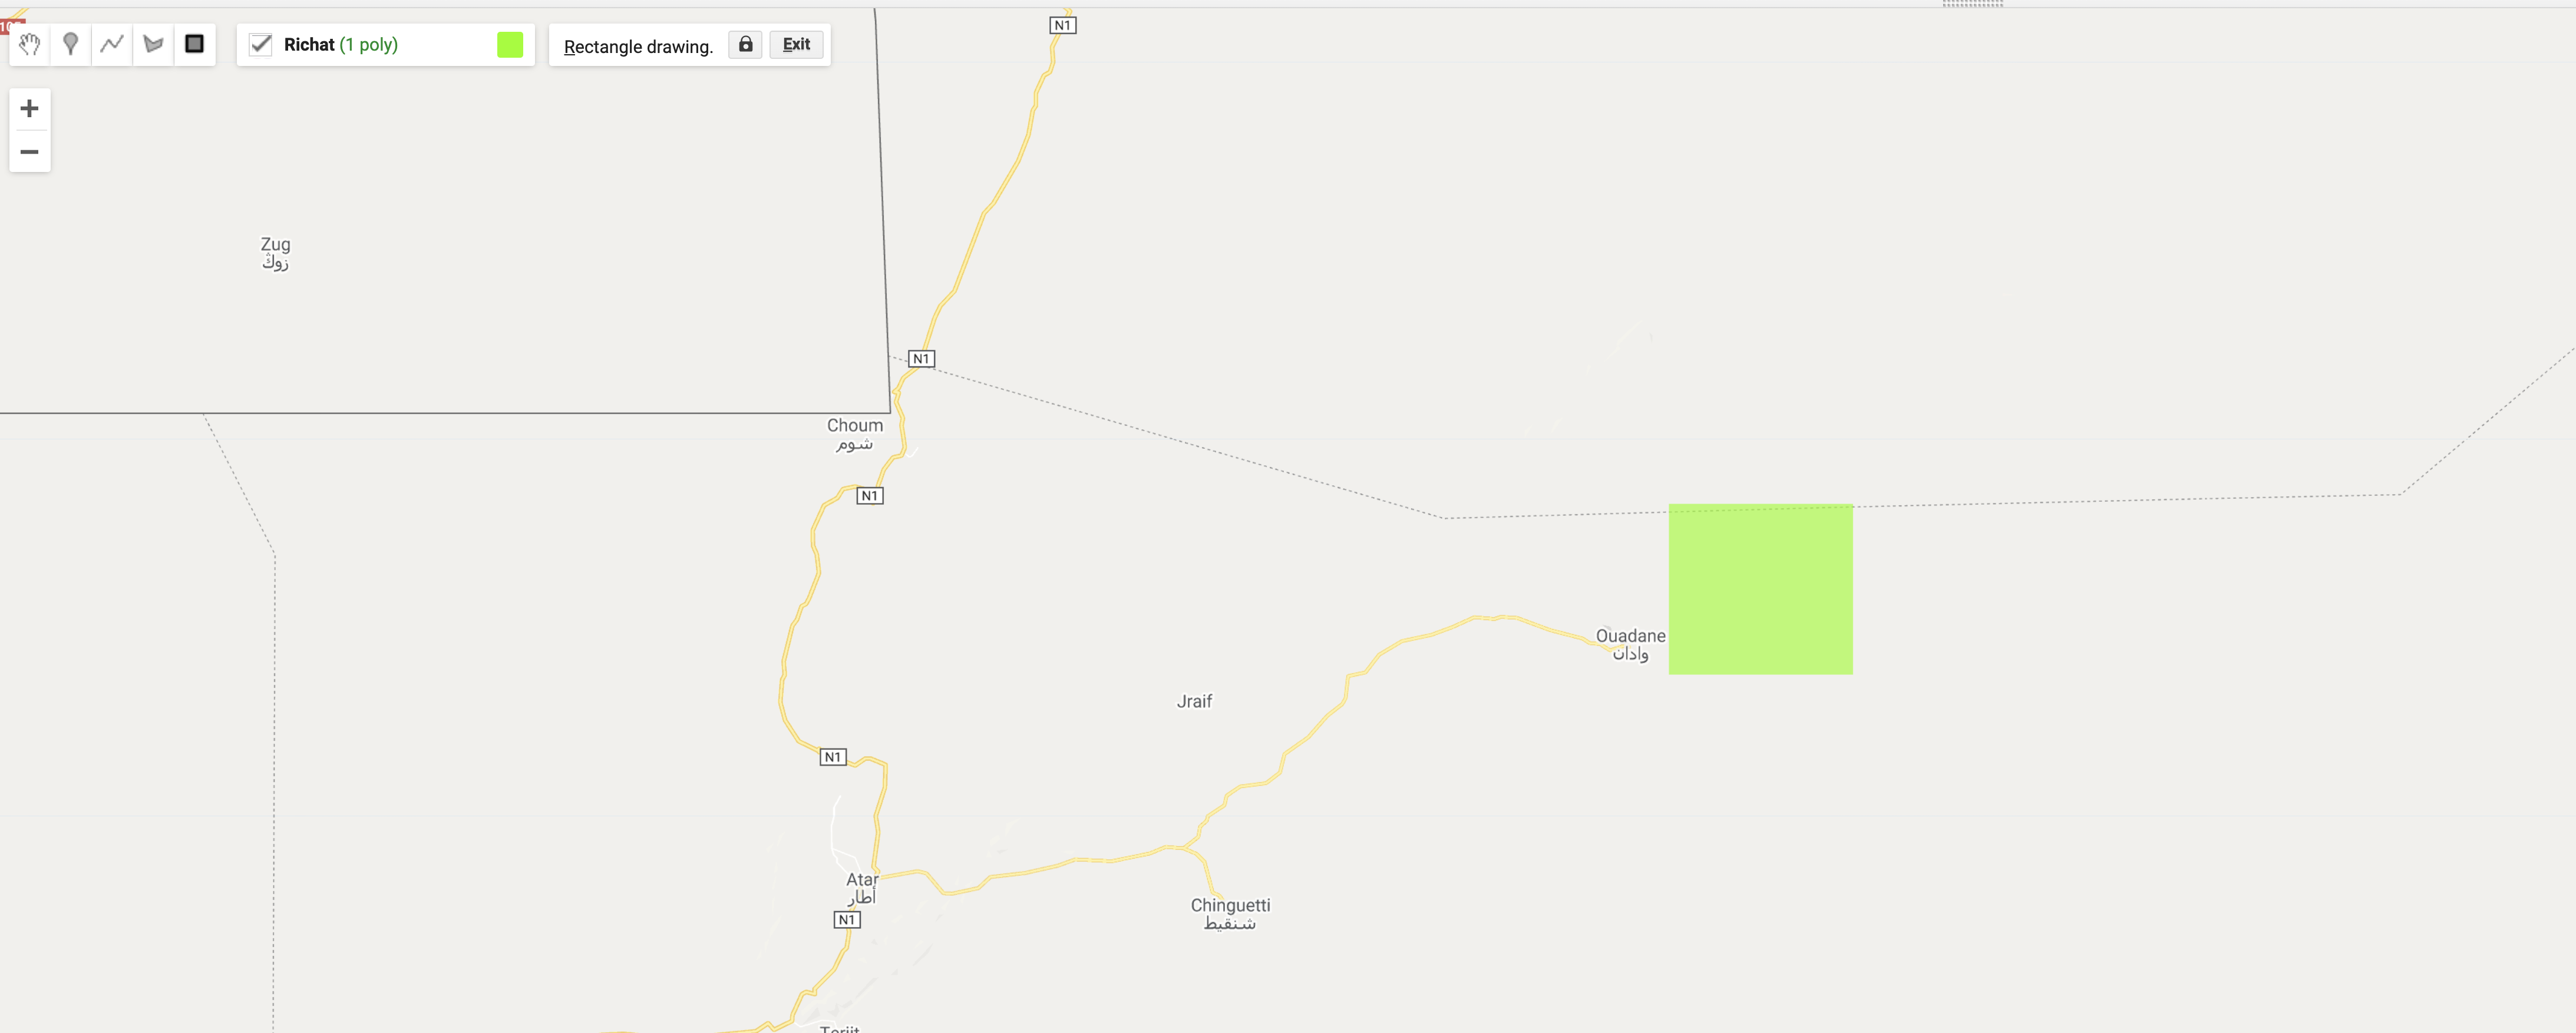 N1
Richat (1 poly)
Rectangle drawing.
Exit
Zug
زوك
N1
Choum
شوم
N1
Ouadane
وادان
Jraif
N1
Atar
أطار
N1
Chinguetti
شنقيط